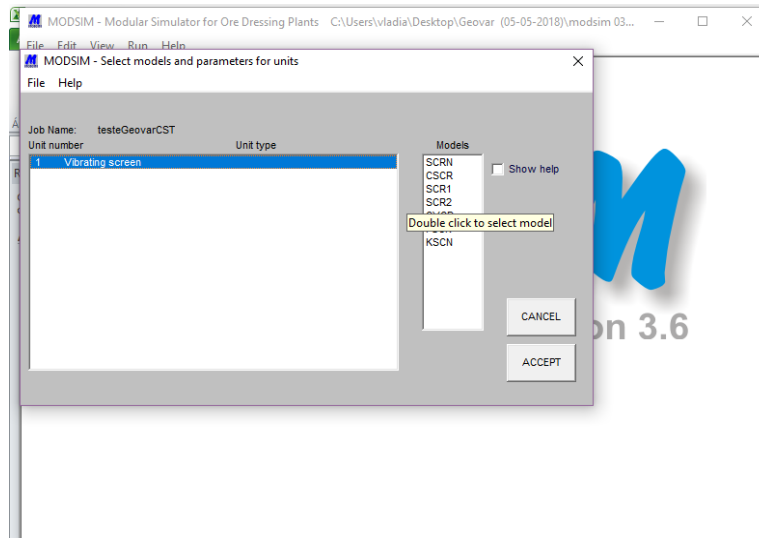 MODSIM - Modular Simulator for Ore Dressing Plants C:\Users\vladia\Desktop\Geovar (05-05-2018)\modsim 03...
File Edit View Run Help
MODSIM - Select models and parameters for units
File Help
Job Name: testeGeovarCST
Unit number Unit type Models
1 Vibrating screen
SCRN
CSCR
SCR1
SCR2
Show help
Double click to select model
KSCN
CANCEL
ACCEPT
on 3.6